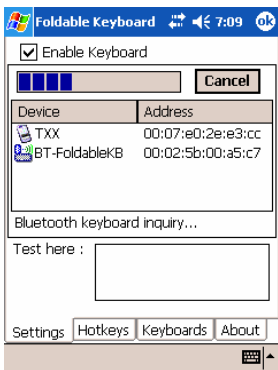 Foldable Keyboard 7:09 ok
Enable Keyboard
Cancel
Device Address
TXX 00:07:e0:2e:e3:cc
BT-FoldableKB 00:02:5b:00:a5:c7
Bluetooth keyboard inquiry...
Test here :
Settings Hotkeys Keyboards About